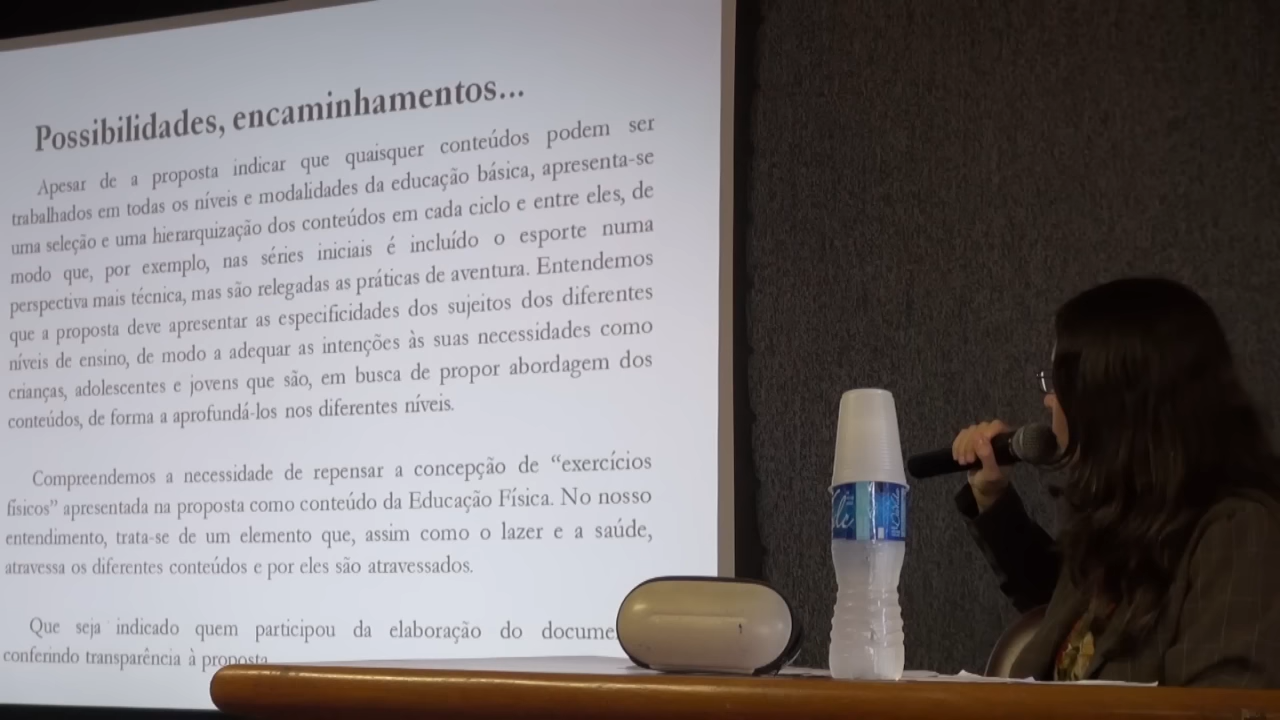 Possibilidades, encaminhamentos...
Apesar de a proposta indicar que quaisquer conteúdos podem ser
trabalhados em todas os níveis e modalidades da educação básica, apresenta-se
uma seleção e uma hierarquização dos conteúdos em cada ciclo e entre eles, de
modo que, por exemplo, nas séries iniciais é incluído o esporte numa
perspectiva mais técnica, mas são relegadas as práticas de aventura. Entendemos
que a proposta deve apresentar as especificidades dos sujeitos dos diferentes
níveis de ensino, de modo a adequar as intenções às suas necessidades como
crianças, adolescentes e jovens que são, em busca de propor abordagem dos
conteúdos, de forma a aprofundá-los nos diferentes níveis.
Compreendemos a necessidade de repensar a concepção de “exercícios
físicos” apresentada na proposta como conteúdo da Educação Física. No nosso
entendimento, trata-se de um elemento que, assim como o lazer e a saúde,
atravessa os diferentes conteúdos e por eles são atravessados.
Que seja indicado quem participou da elaboração do docume
conferindo transparência à proposta